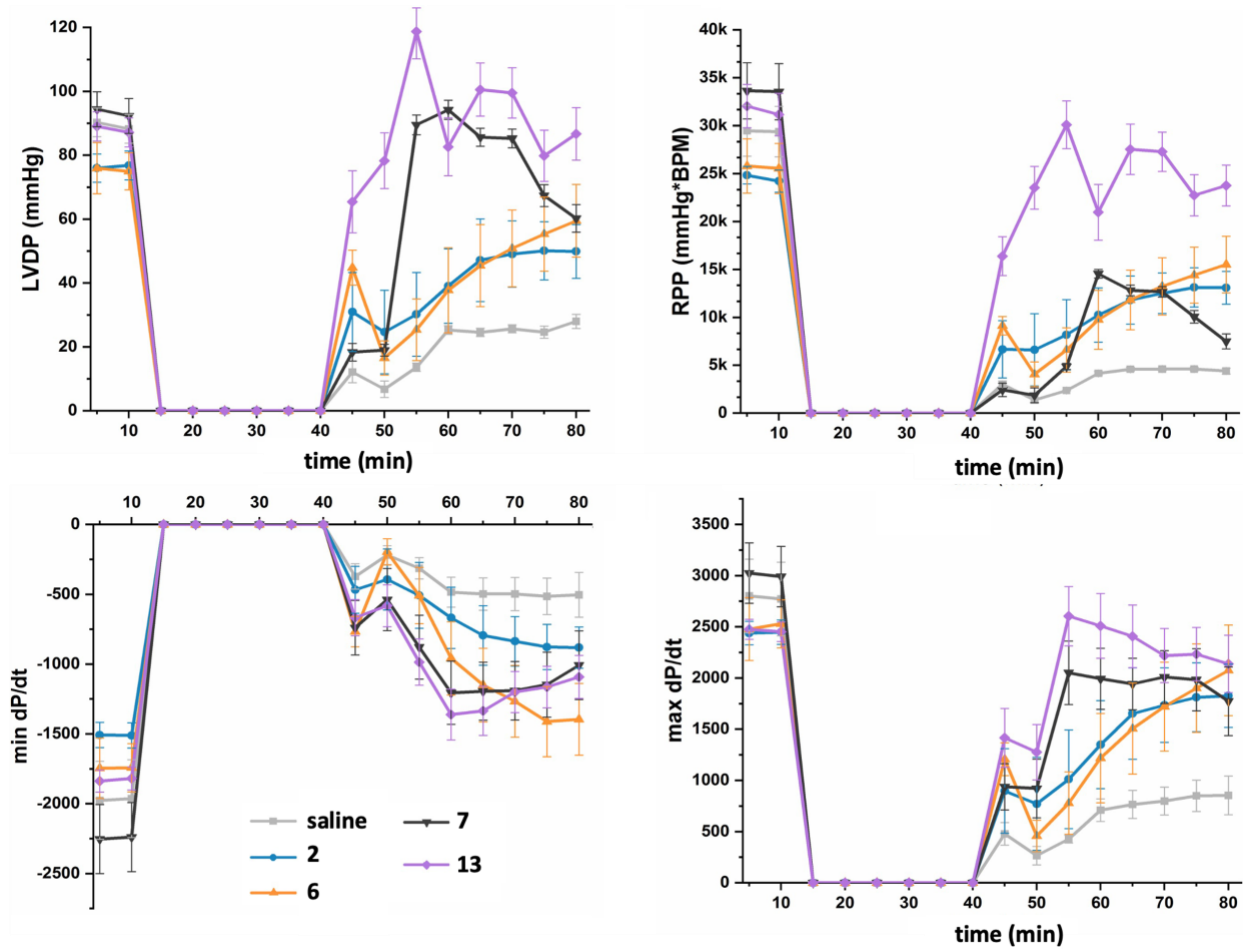 LVDP (mmHg)
120
100
80
60
40
20
0
10 20 30 40 50 60 70 80
time (min)
RPP (mmHg*BPM)
40k
35k
30k
25k
20k
15k
10k
5k
0
10 20 30 40 50 60 70 80
time (min)
min dP/dt
10 20 30 40 50 60 70 80
0
-500
-1000
-1500
-2000
-2500
saline
2
6
7
13
max dP/dt
3500
3000
2500
2000
1500
1000
500
0
10 20 30 40 50 60 70 80
time (min)